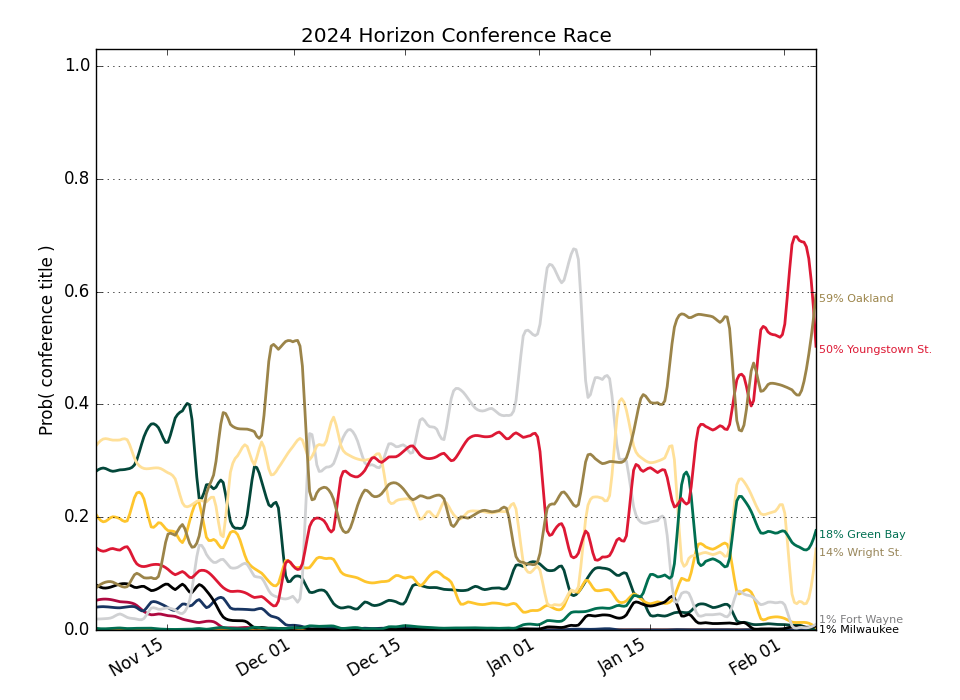 2024 Horizon Conference Race
Prob( conference title )
1.0
0.8
0.6
0.4
0.2
0.0
59% Oakland
50% Youngstown St.
18% Green Bay
14% Wright St.
1% Fort Wayne
1% Milwaukee
Nov 15
Dec 01
Dec 15
Jan 01
Jan 15
Feb 01